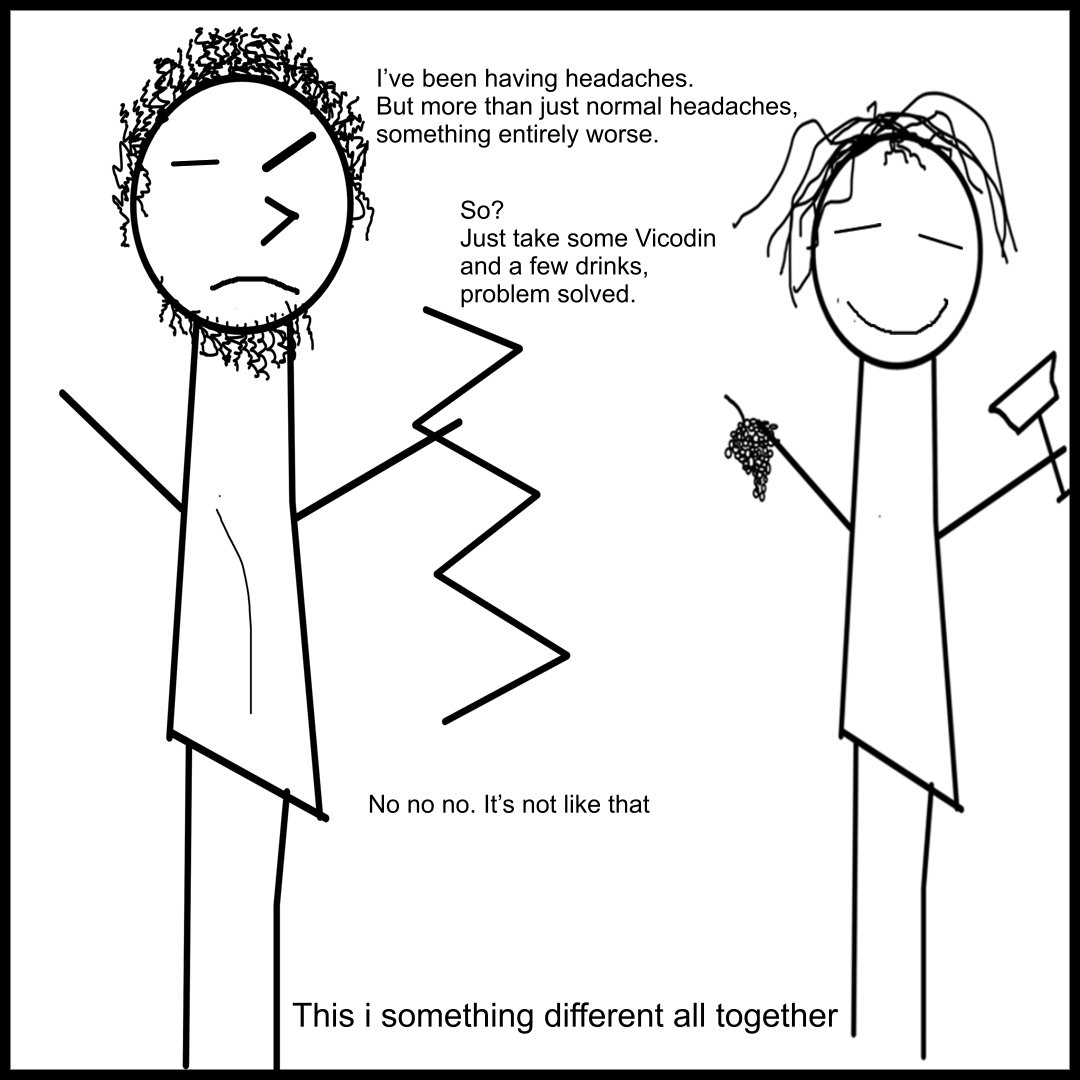 I’ve been having headaches.
But more than just normal headaches,
something entirely worse.
So?
Just take some Vicodin
and a few drinks,
problem solved.
No no no. It’s not like that
This i something different all together